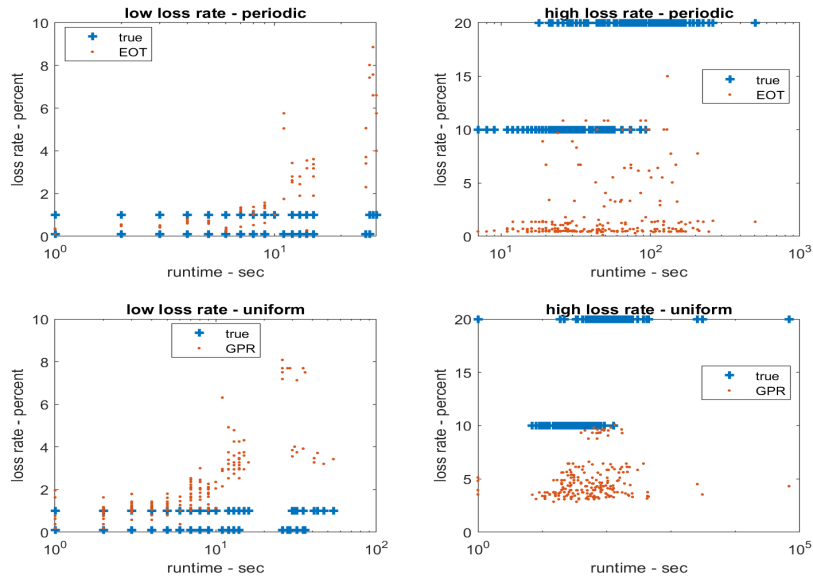 low loss rate - periodic
10
8
6
4
2
0
loss rate - percent
true
EOT
10^0
10^1
runtime - sec
high loss rate - periodic
20
15
10
5
0
loss rate - percent
true
EOT
10^1
10^2
10^3
runtime - sec
low loss rate - uniform
10
8
6
4
2
0
loss rate - percent
true
GPR
10^0
10^1
10^2
runtime - sec
high loss rate - uniform
20
15
10
5
0
loss rate - percent
true
GPR
10^0
10^5
runtime - sec